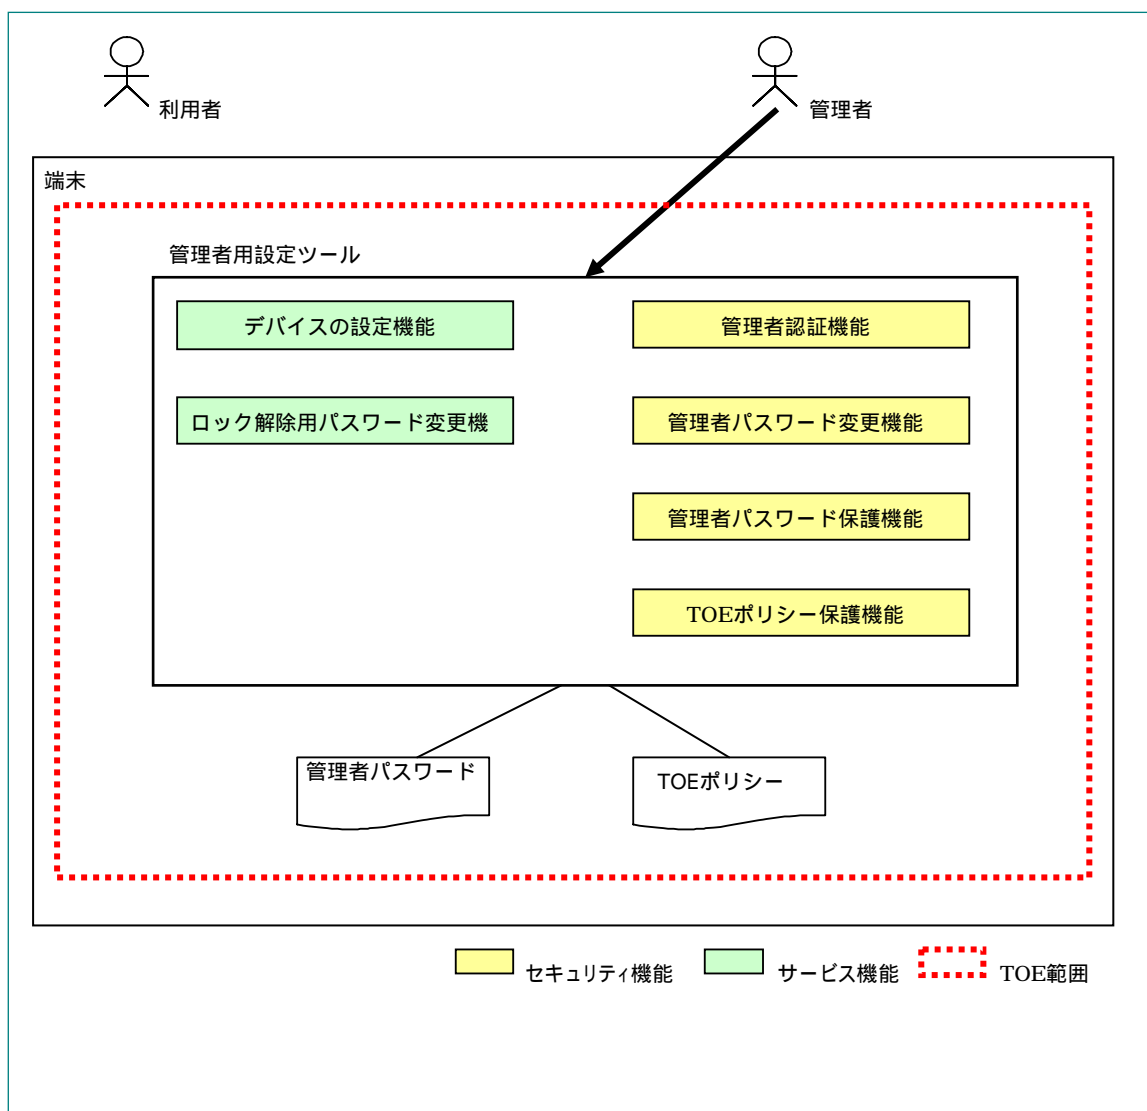 利用者
管理者
端末
管理者用設定ツール
デバイスの設定機能
管理者認証機能
ロック解除用パスワード変更機
管理者パスワード変更機能
管理者パスワード保護機能
TOEポリシー保護機能
管理者パスワード
TOEポリシー
セキュリティ機能
サービス機能
TOE範囲